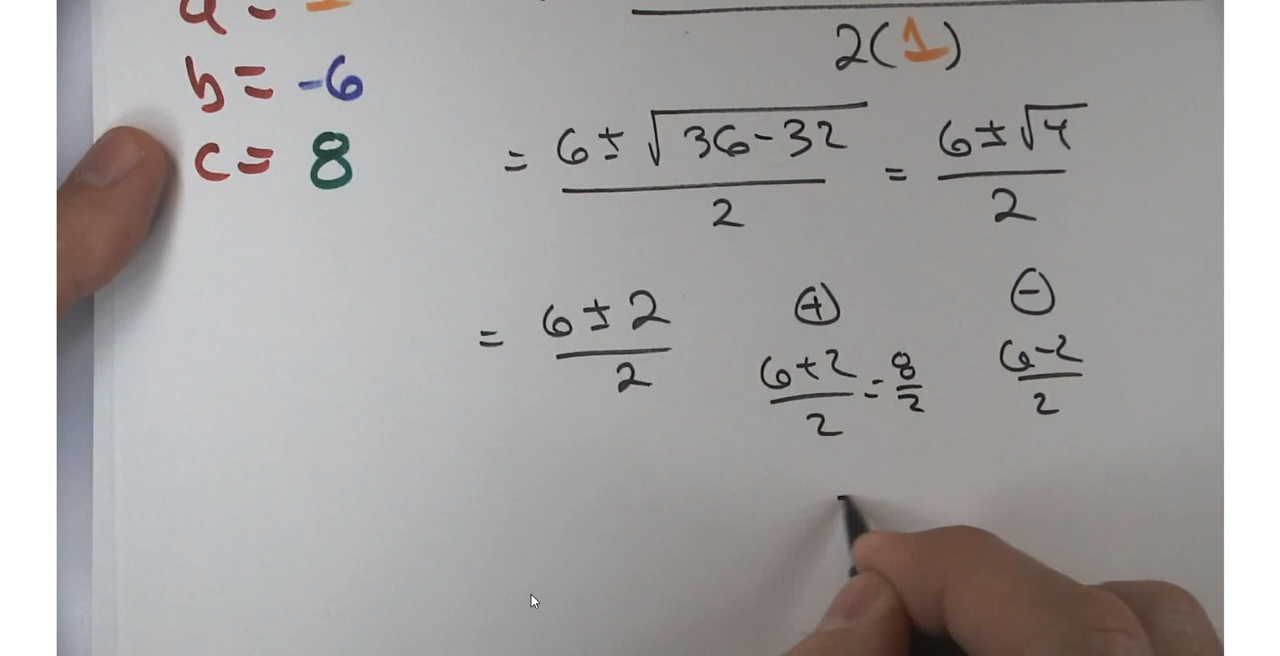 a = 1
2(1)
b = -6
c = 8
= 6 ± √36-32 / 2 = 6 ± √4 / 2
= 6 ± 2 / 2
⊕ ⊖
6+2 / 2 = 8 / 2
6-2 / 2